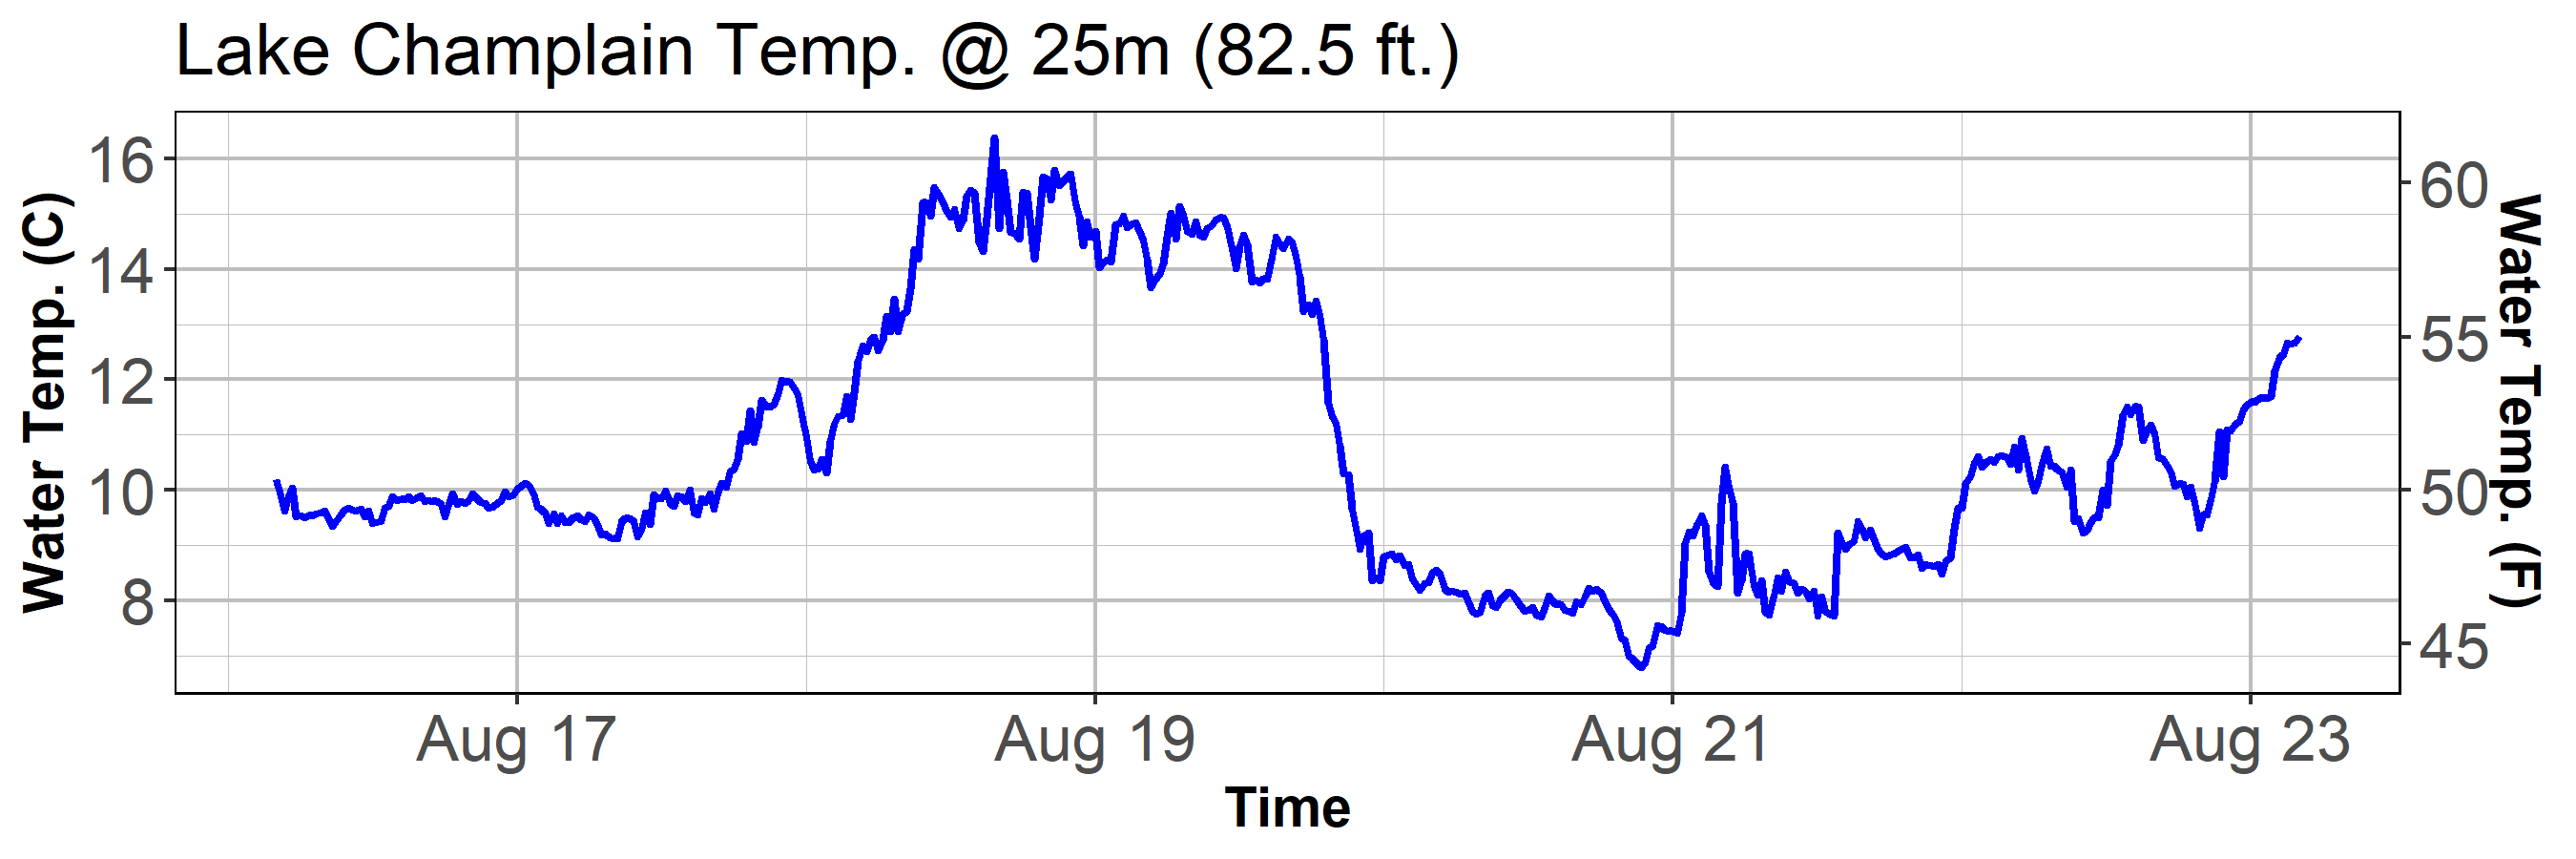 Lake Champlain Temp. @ 25m (82.5 ft.)
Water Temp. (C)
16
14
12
10
8
60
55
50
45
Water Temp. (F)
Aug 17
Aug 19
Aug 21
Aug 23
Time